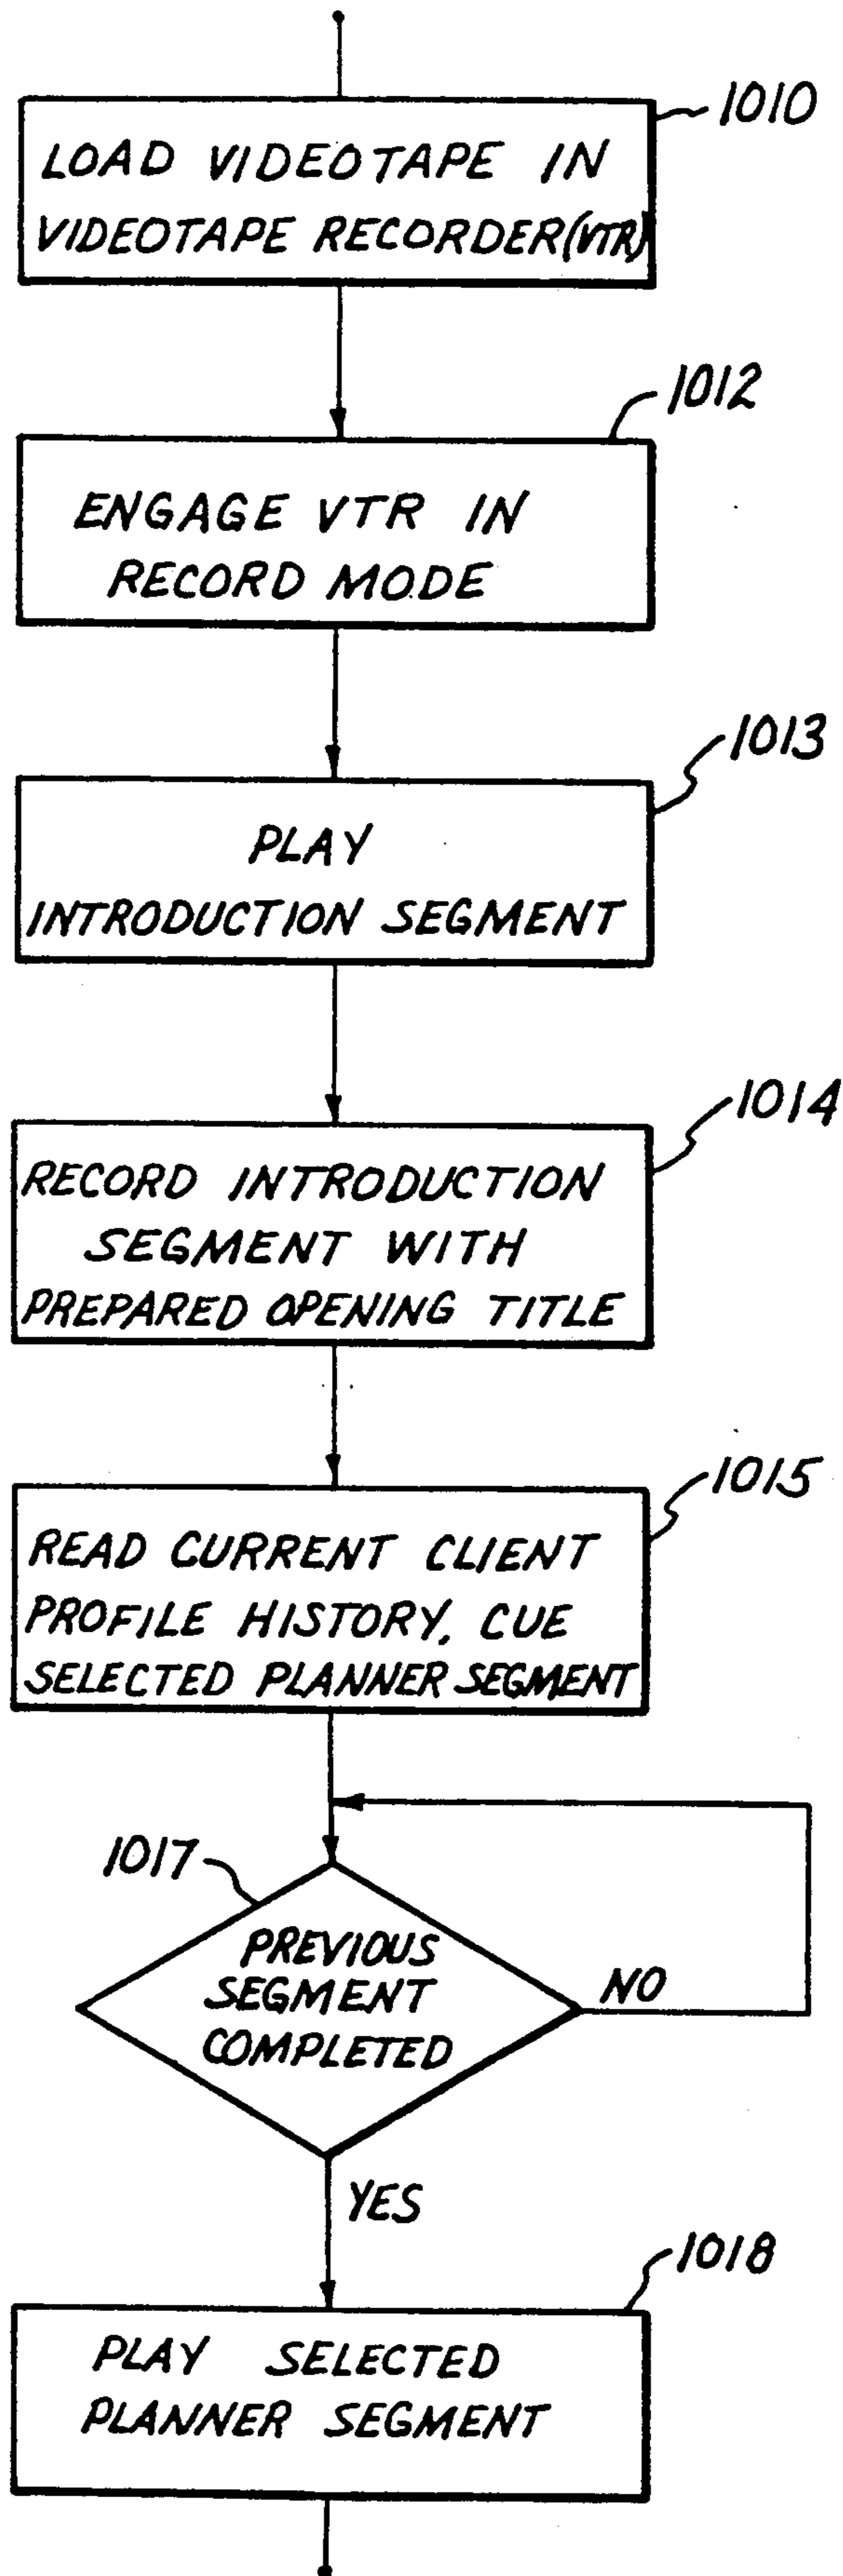 1010
LOAD VIDEOTAPE IN
VIDEOTAPE RECORDER(VTR)
1012
ENGAGE VTR IN
RECORD MODE
1013
PLAY
INTRODUCTION SEGMENT
1014
RECORD INTRODUCTION
SEGMENT WITH
PREPARED OPENING TITLE
1015
READ CURRENT CLIENT
PROFILE HISTORY, CUE
SELECTED PLANNER SEGMENT
1017
PREVIOUS
SEGMENT
COMPLETED
NO
YES
1018
PLAY SELECTED
PLANNER SEGMENT